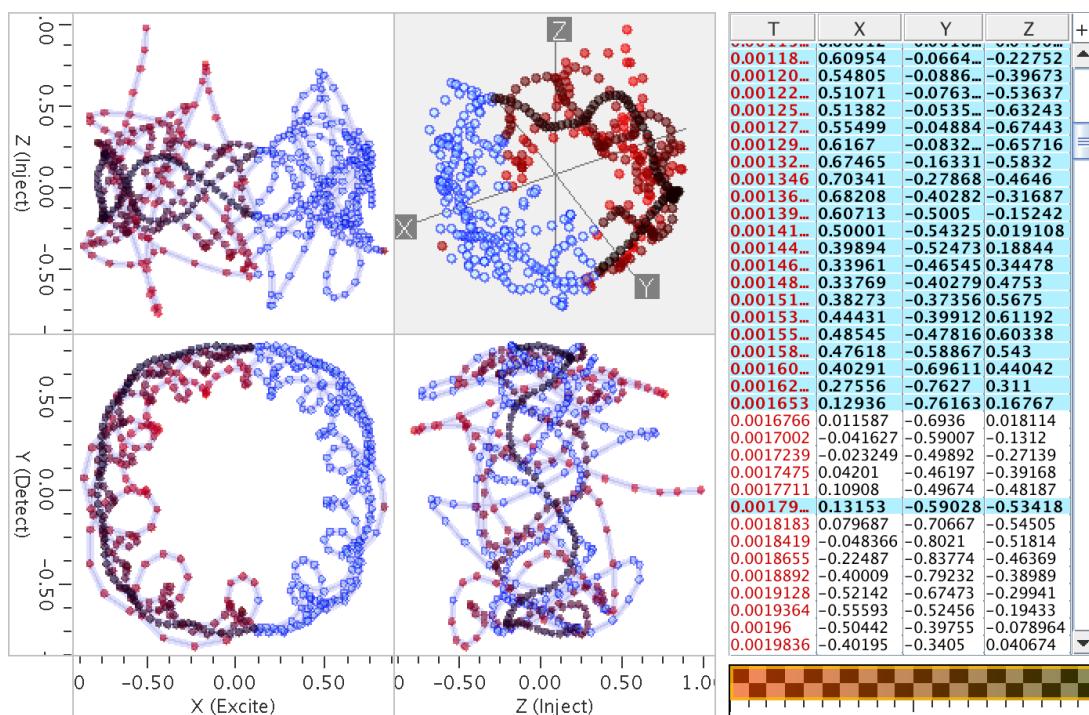 .00
0.50
0.00
-0.50
Z (Inject)
0.50
0.00
-0.50
Y (Detect)
0 -0.50 0.00 0.50
X (Excite)
.00 -0.50 0.00 0.50 1.0
Z (Inject)
Z
X
Y
T X Y Z +
0.00118... 0.60954 -0.0664... -0.22752
0.00120... 0.54805 -0.0886... -0.39673
0.00122... 0.51071 -0.0763... -0.53637
0.00125... 0.51382 -0.0535... -0.63243
0.00127... 0.55499 -0.04884 -0.67443
0.00129... 0.6167 -0.0832... -0.65716
0.00132... 0.67465 -0.16331 -0.5832
0.001346 0.70341 -0.27868 -0.4646
0.00136... 0.68208 -0.40282 -0.31687
0.00139... 0.60713 -0.5005 -0.15242
0.00141... 0.50001 -0.54325 0.019108
0.00144... 0.39894 -0.52473 0.18844
0.00146... 0.33961 -0.46545 0.34478
0.00148... 0.33769 -0.40279 0.4753
0.00151... 0.38273 -0.37356 0.5675
0.00153... 0.44431 -0.39912 0.61192
0.00155... 0.48545 -0.47816 0.60338
0.00158... 0.47618 -0.58867 0.543
0.00160... 0.40291 -0.69611 0.44042
0.00162... 0.27556 -0.7627 0.311
0.001653 0.12936 -0.76163 0.16767
0.0016766 0.011587 -0.6936 0.018114
0.0017002 -0.041627 -0.59007 -0.1312
0.0017239 -0.023249 -0.49892 -0.27139
0.0017475 0.04201 -0.46197 -0.39168
0.0017711 0.10908 -0.49674 -0.48187
0.00179... 0.13153 -0.59028 -0.53418
0.0018183 0.079687 -0.70667 -0.54505
0.0018419 -0.048366 -0.8021 -0.51814
0.0018655 -0.22487 -0.83774 -0.46369
0.0018892 -0.40009 -0.79232 -0.38989
0.0019128 -0.52142 -0.67473 -0.29941
0.0019364 -0.55593 -0.52456 -0.19433
0.00196 -0.50442 -0.39755 -0.078964
0.0019836 -0.40195 -0.3405 0.040674